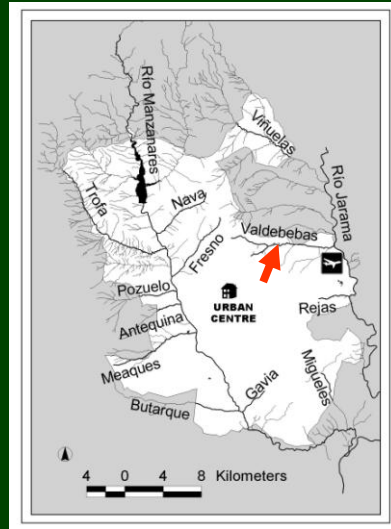 Río Manzanares
Viñuelas
Río Jarama
Trofa
Nava
Valdebebas
Fresno
Pozuelo
URBAN
CENTRE
Rejas
Antequina
Meaques
Gavia
Migueles
Butarque
4 0 4 8 Kilometers